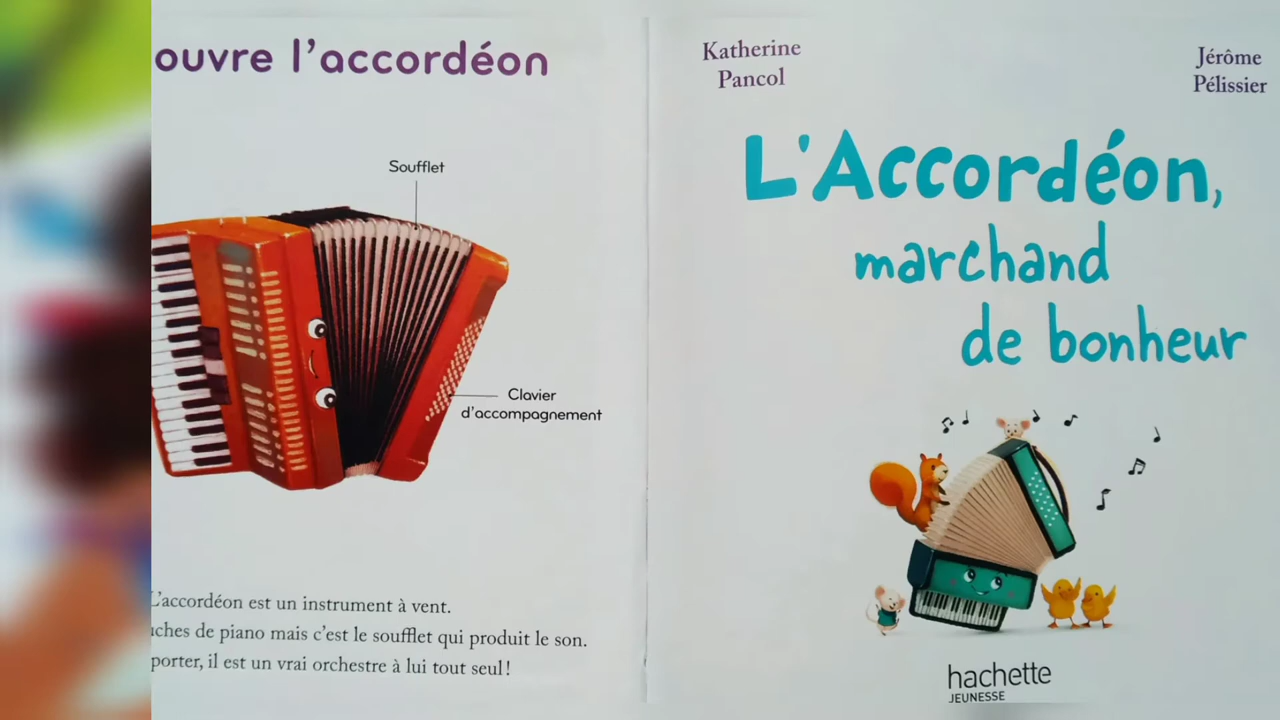 ouvre l'accordéon
Soufflet
Clavier
d'accompagnement
L'accordéon est un instrument à vent.
de piano mais c'est le soufflet qui produit le son.
porter, il est un vrai orchestre à lui tout seul !
Katherine
Pancol
Jérôme
Pélissier
L'Accordéon,
marchand
de bonheur
hachette
JEUNESSE